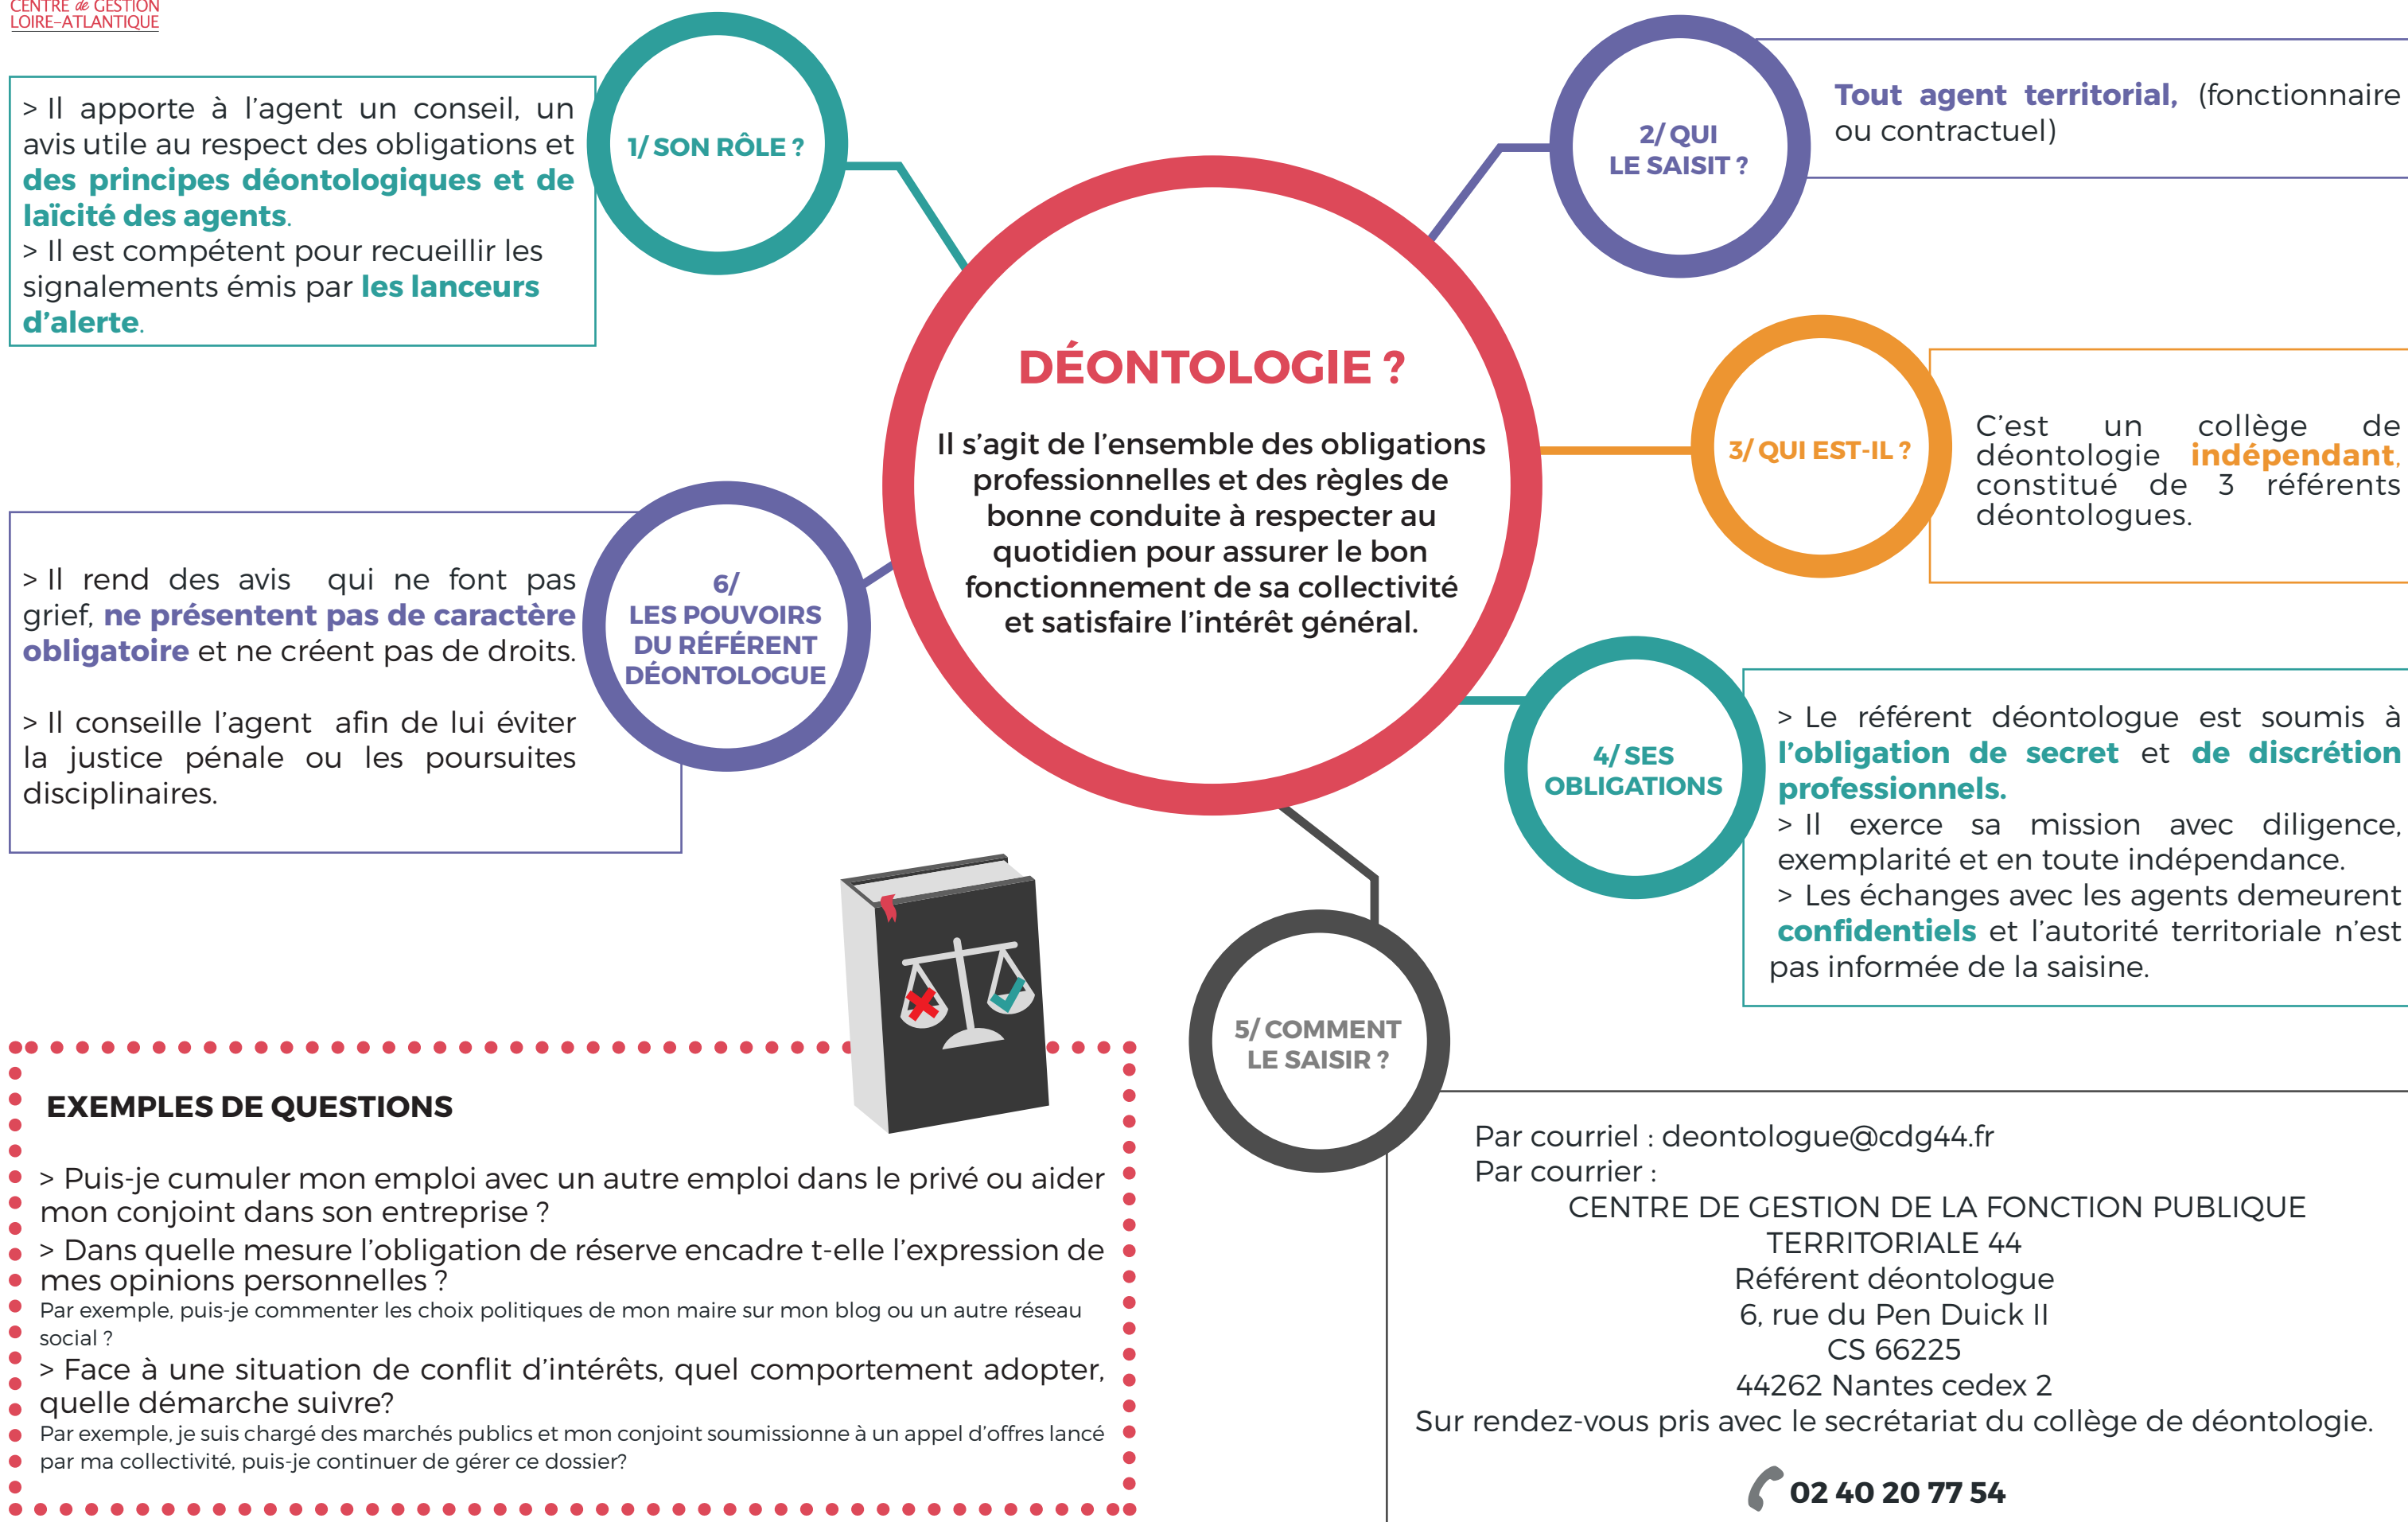 CENTRE de GESTION
LOIRE-ATLANTIQUE
> Il apporte à l’agent un conseil, un
avis utile au respect des obligations et
des principes déontologiques et de
laïcité des agents.
> Il est compétent pour recueillir les
signalements émis par les lanceurs
d’alerte.
1/ SON RÔLE ?
2/ QUI
LE SAISIT ?
Tout agent territorial, (fonctionnaire
ou contractuel)
DÉONTOLOGIE ?
Il s’agit de l’ensemble des obligations
professionnelles et des règles de
bonne conduite à respecter au
quotidien pour assurer le bon
fonctionnement de sa collectivité
et satisfaire l’intérêt général.
3/ QUI EST-IL ?
C’est un collège de
déontologie indépendant,
constitué de 3 référents
déontologues.
4/ SES
OBLIGATIONS
> Le référent déontologue est soumis à
l’obligation de secret et de discrétion
professionnels.
> Il exerce sa mission avec diligence,
exemplarité et en toute indépendance.
> Les échanges avec les agents demeurent
confidentiels et l’autorité territoriale n’est
pas informée de la saisine.
5/ COMMENT
LE SAISIR ?
Par courriel : deontologue@cdg44.fr
Par courrier :
CENTRE DE GESTION DE LA FONCTION PUBLIQUE
TERRITORIALE 44
Référent déontologue
6, rue du Pen Duick II
CS 66225
44262 Nantes cedex 2
Sur rendez-vous pris avec le secrétariat du collège de déontologie.
02 40 20 77 54
6/
LES POUVOIRS
DU RÉFÉRENT
DÉONTOLOGUE
> Il rend des avis qui ne font pas
grief, ne présentent pas de caractère
obligatoire et ne créent pas de droits.
> Il conseille l’agent afin de lui éviter
la justice pénale ou les poursuites
disciplinaires.
EXEMPLES DE QUESTIONS
> Puis-je cumuler mon emploi avec un autre emploi dans le privé ou aider
mon conjoint dans son entreprise ?
> Dans quelle mesure l’obligation de réserve encadre t-elle l’expression de
mes opinions personnelles ?
Par exemple, puis-je commenter les choix politiques de mon maire sur mon blog ou un autre réseau
social ?
> Face à une situation de conflit d’intérêts, quel comportement adopter,
quelle démarche suivre?
Par exemple, je suis chargé des marchés publics et mon conjoint soumissionne à un appel d’offres lancé
par ma collectivité, puis-je continuer de gérer ce dossier?